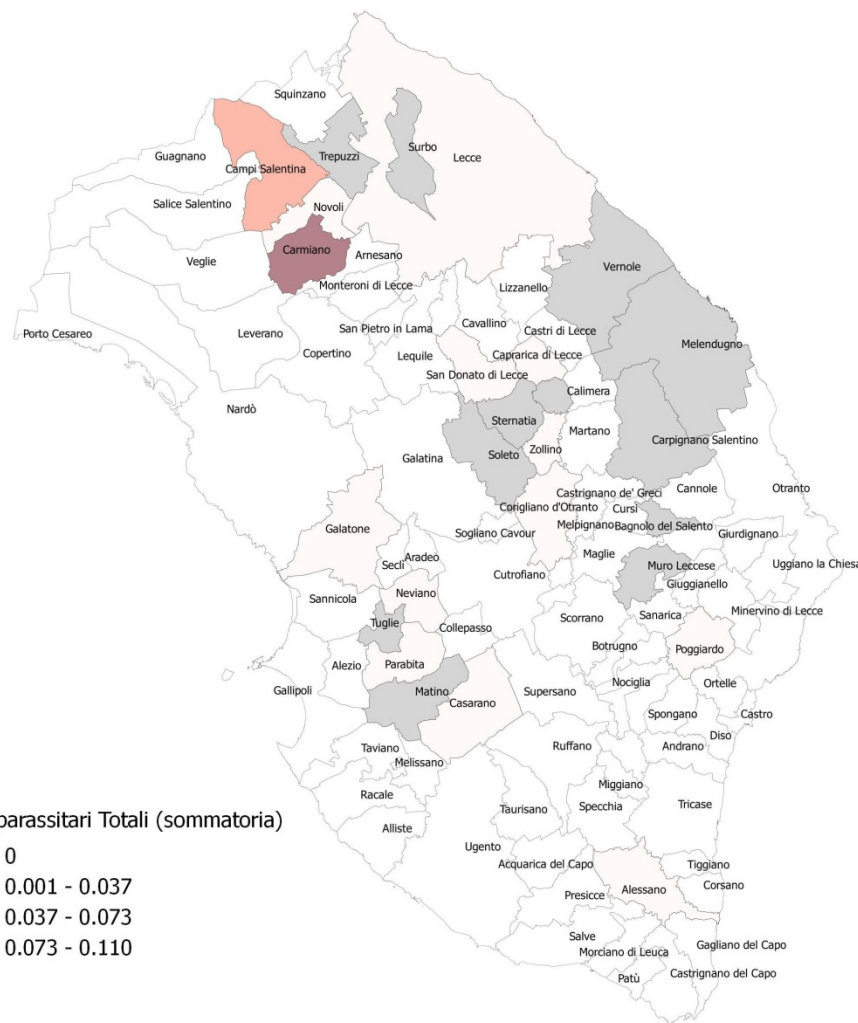 Squinzano
Surbo
Trepuzzi
Lecce
Guagnano
Campi Salentina
Salice Salentino
Novoli
Carmiano
Arnesano
Veglie
Monteroni di Lecce
Vernole
Lizzanello
Porto Cesareo
Leverano
San Pietro in Lama
Cavallino
Castri di Lecce
Copertino
Lequile
Caprarica di Lecce
Melendugno
San Donato di Lecce
Calimera
Nardò
Sternatia
Martano
Carpignano Salentino
Galatina
Soleto
Zollino
Castrignano de' Greci
Cannole
Otranto
Corigliano d'Otranto
Cursi
Galatone
Sogliano Cavour
Melpignano
Bagnolo del Salento
Giurdignano
Aradeo
Maglie
Secli
Muro Leccese
Uggiano la Chiesa
Cutrofiano
Giuggianello
Sannicola
Neviano
Minervino di Lecce
Tuglie
Collepasso
Scorrano
Sanarica
Botrugno
Poggiardo
Alezio
Parabita
Gallipoli
Matino
Casarano
Supersano
Nociglia
Ortelle
Spongano
Castro
Diso
Taviano
Ruffano
Andrano
Melissano
Miggiano
Racale
Taurisano
Specchia
Tricase
Alliste
Ugento
Acquarica del Capo
Tiggiano
Presicce
Alessano
Corsano
Salve
Gagliano del Capo
Morciano di Leuca
Patù
Castrignano del Capo
parassitari Totali (sommatoria)
0
0.001 - 0.037
0.037 - 0.073
0.073 - 0.110